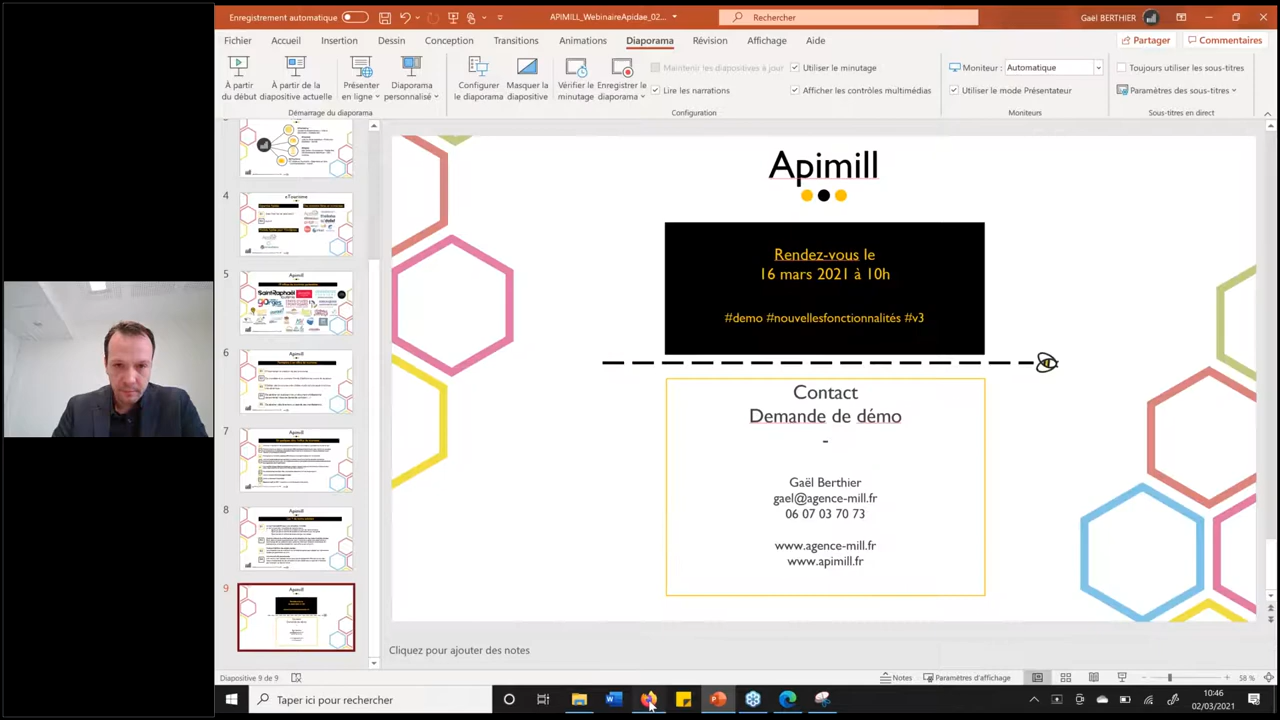 Enregistrement automatique
APIMILL_WebinaireApidae_02...
Rechercher
Gaël BERTHIER
Fichier Accueil Insertion Dessin Conception Transitions Animations Diaporama Révision Affichage Aide
Partager Commentaires
À partir du début
À partir de la diapositive actuelle
Présenter en ligne
Diaporama personnalisé
Configurer le diaporama
Masquer la diapositive
Vérifier le minutage
Enregistrer le diaporama
Maintenir les diapositives à jour
Lire les narrations
Utiliser le minutage
Afficher les contrôles multimédias
Moniteur : Automatique
Utiliser le mode Présentateur
Toujours utiliser les sous-titres
Paramètres des sous-titres
Démarrage du diaporama
Configuration
Moniteurs
Sous-titres en direct
4
5
6
7
8
9
Apimill
Rendez-vous le
16 mars 2021 à 10h
#demo #nouvellesfonctionnalités #v3
Contact
Demande de démo
-
Gaël Berthier
gael@agence-mill.fr
06 07 03 70 73
www.agence-mill.fr
www.apimill.fr
Cliquez pour ajouter des notes
Diapositive 9 de 9
Notes
Paramètres d'affichage
58 %
Taper ici pour rechercher
10:46
02/03/2021